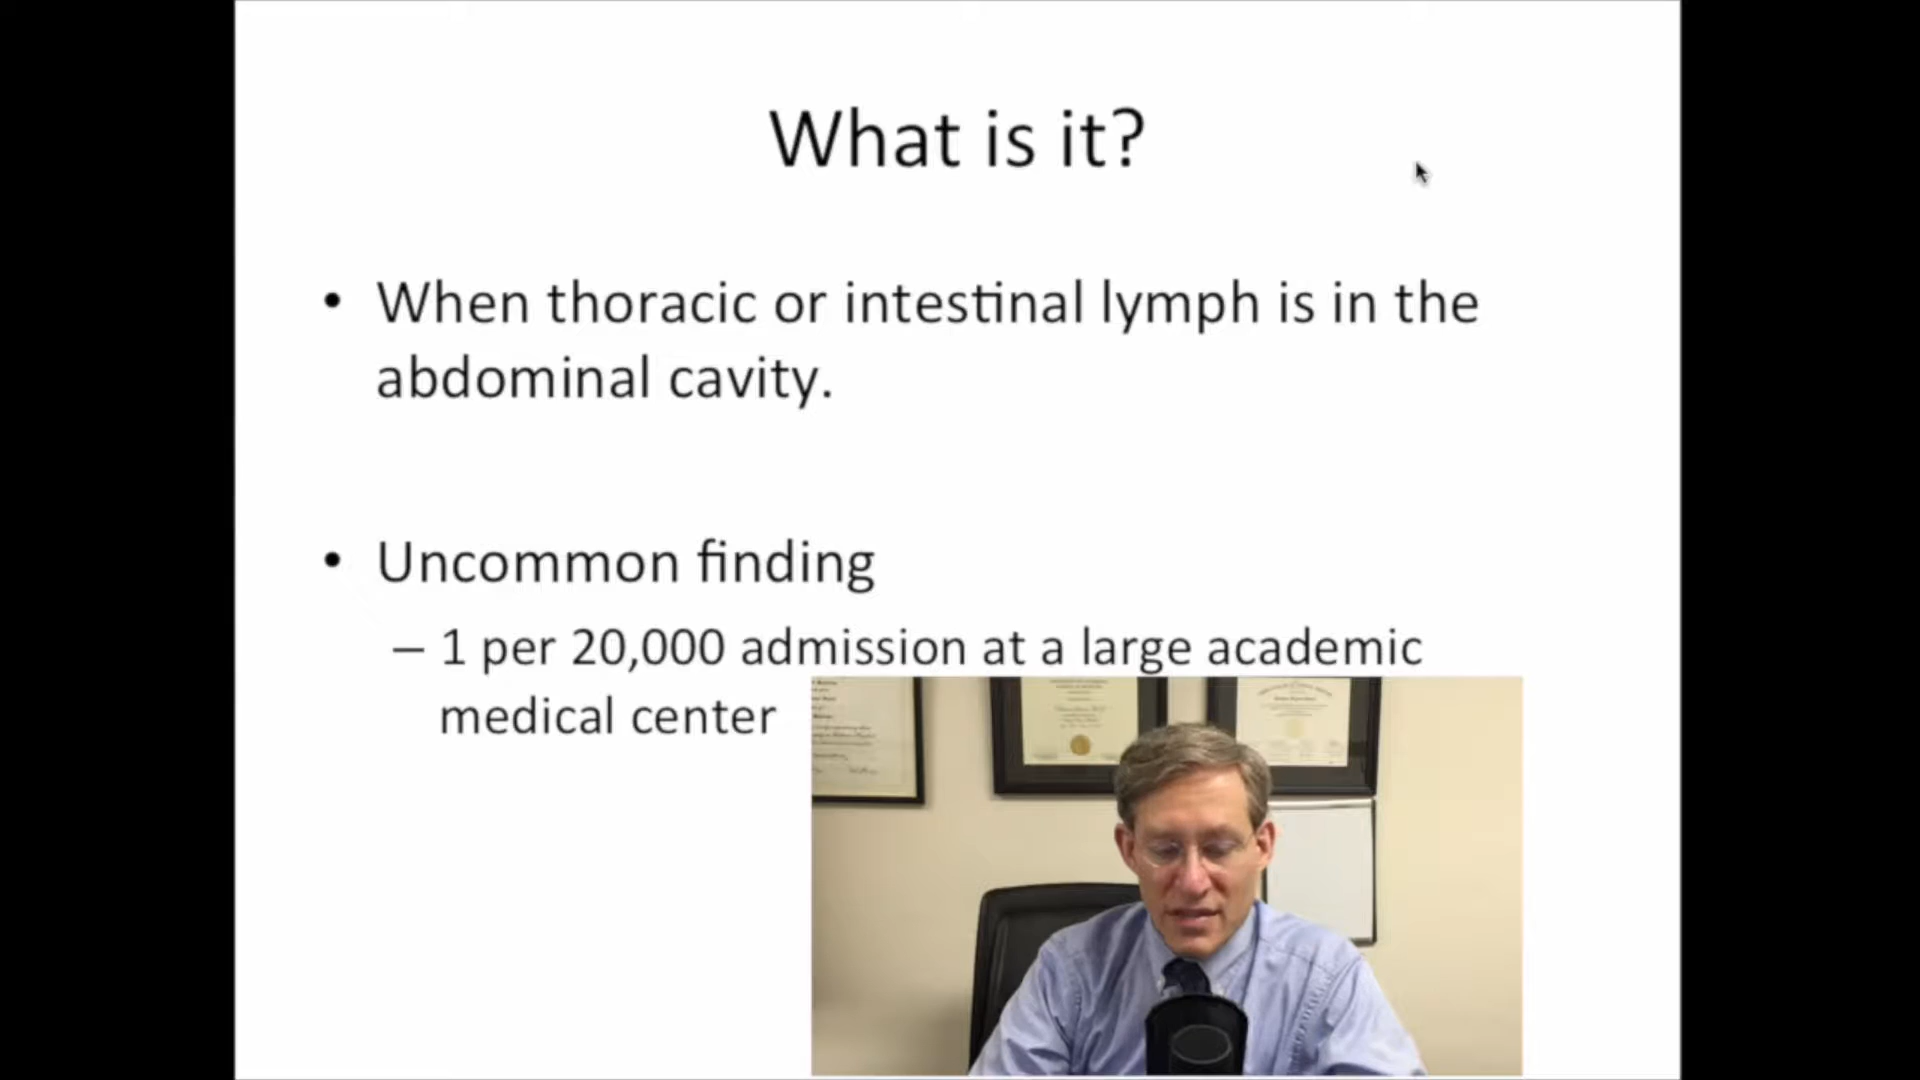 What is it?
• When thoracic or intestinal lymph is in the
abdominal cavity.
• Uncommon finding
– 1 per 20,000 admission at a large academic
medical center